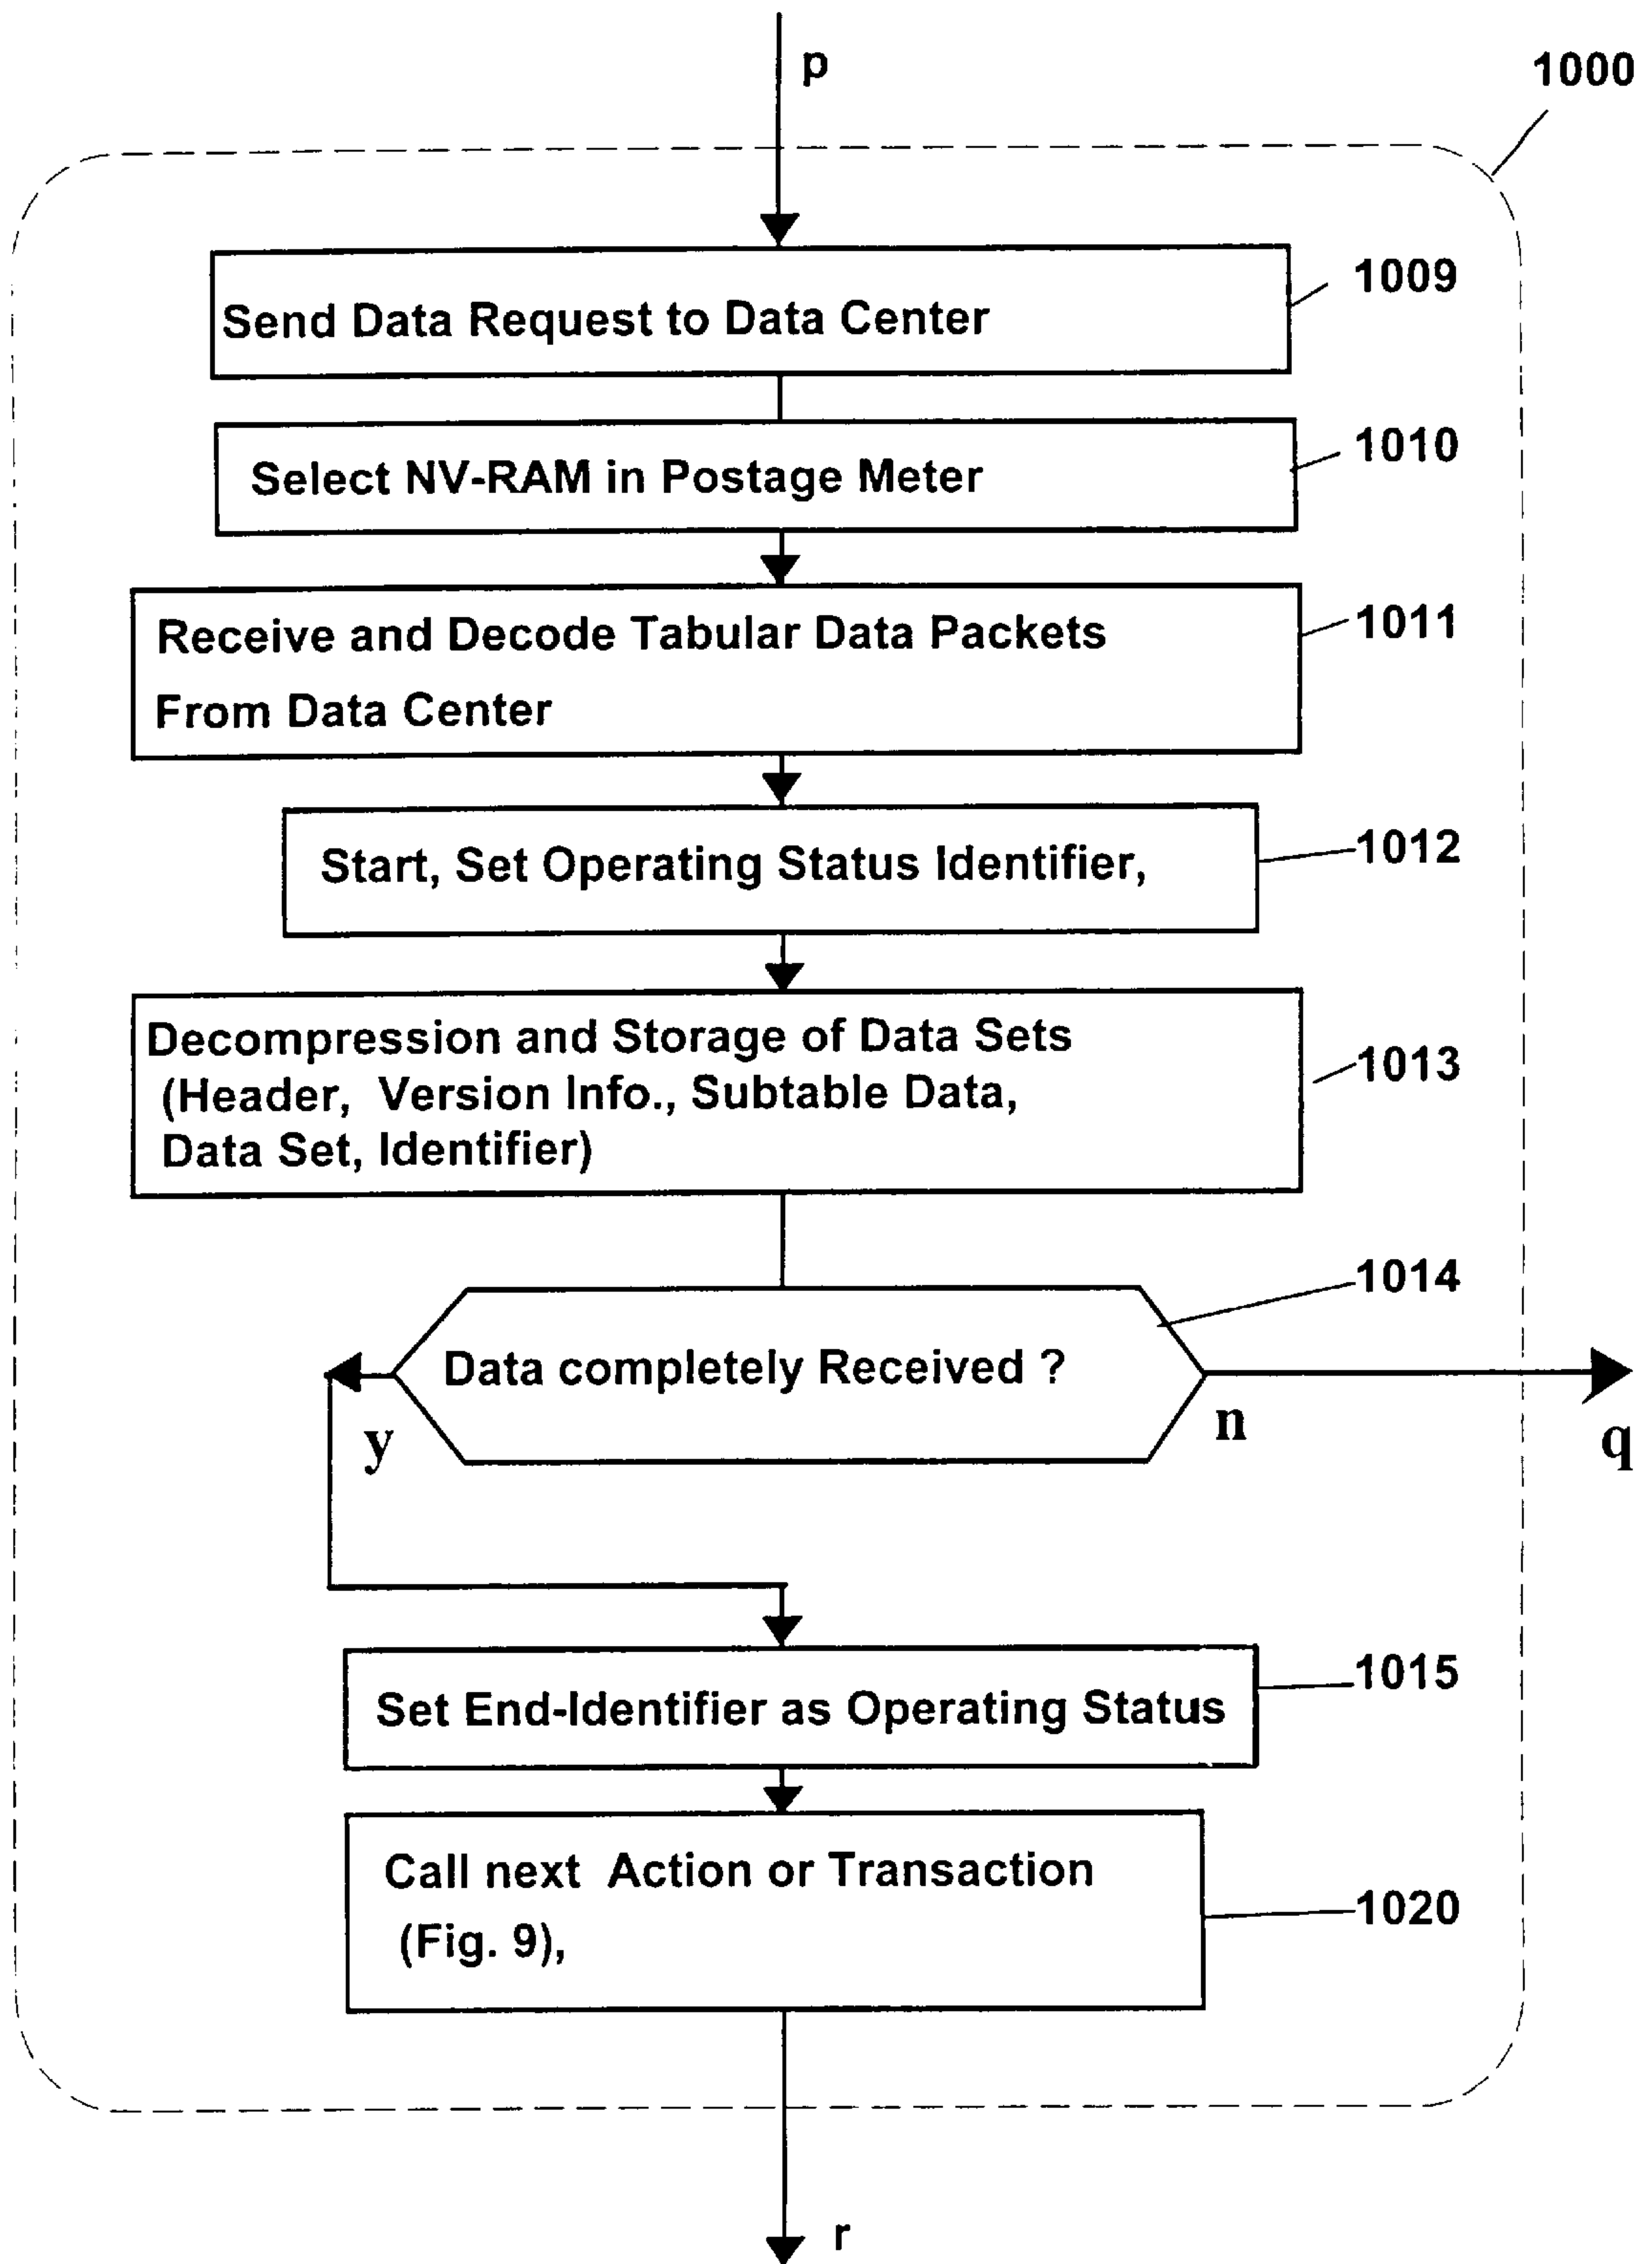 p
1000
Send Data Request to Data Center
1009
Select NV-RAM in Postage Meter
1010
Receive and Decode Tabular Data Packets
From Data Center
1011
Start, Set Operating Status Identifier,
1012
Decompression and Storage of Data Sets
(Header, Version Info., Subtable Data,
Data Set, Identifier)
1013
1014
Data completely Received ?
y
n
q
Set End-Identifier as Operating Status
1015
Call next Action or Transaction
(Fig. 9),
1020
r